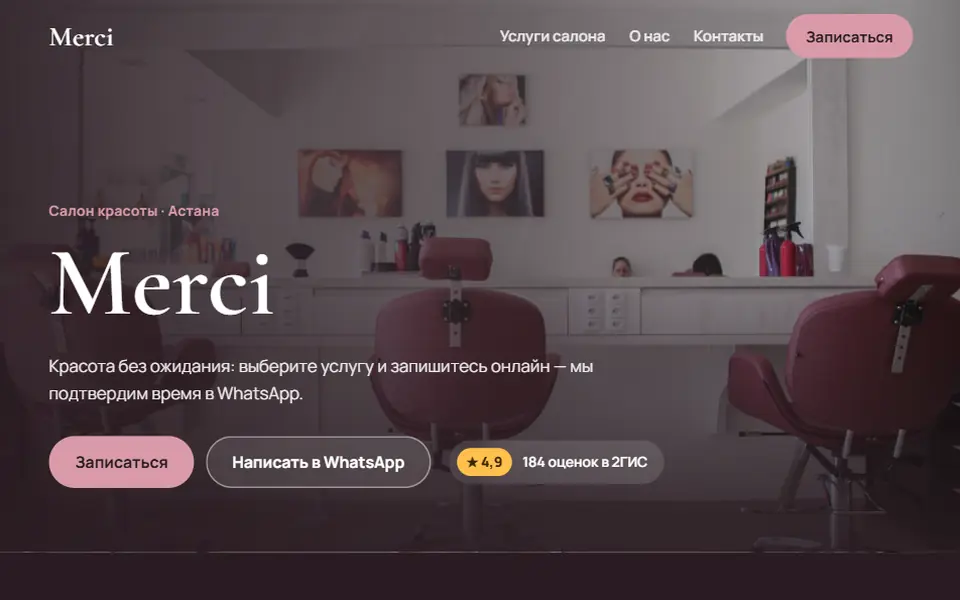 Merci
Услуги салона
О нас
Контакты
Записаться
Салон красоты · Астана
Merci
Красота без ожидания: выберите услугу и запишитесь онлайн — мы
подтвердим время в WhatsApp.
Записаться
Написать в WhatsApp
★ 4,9
184 оценок в 2ГИС